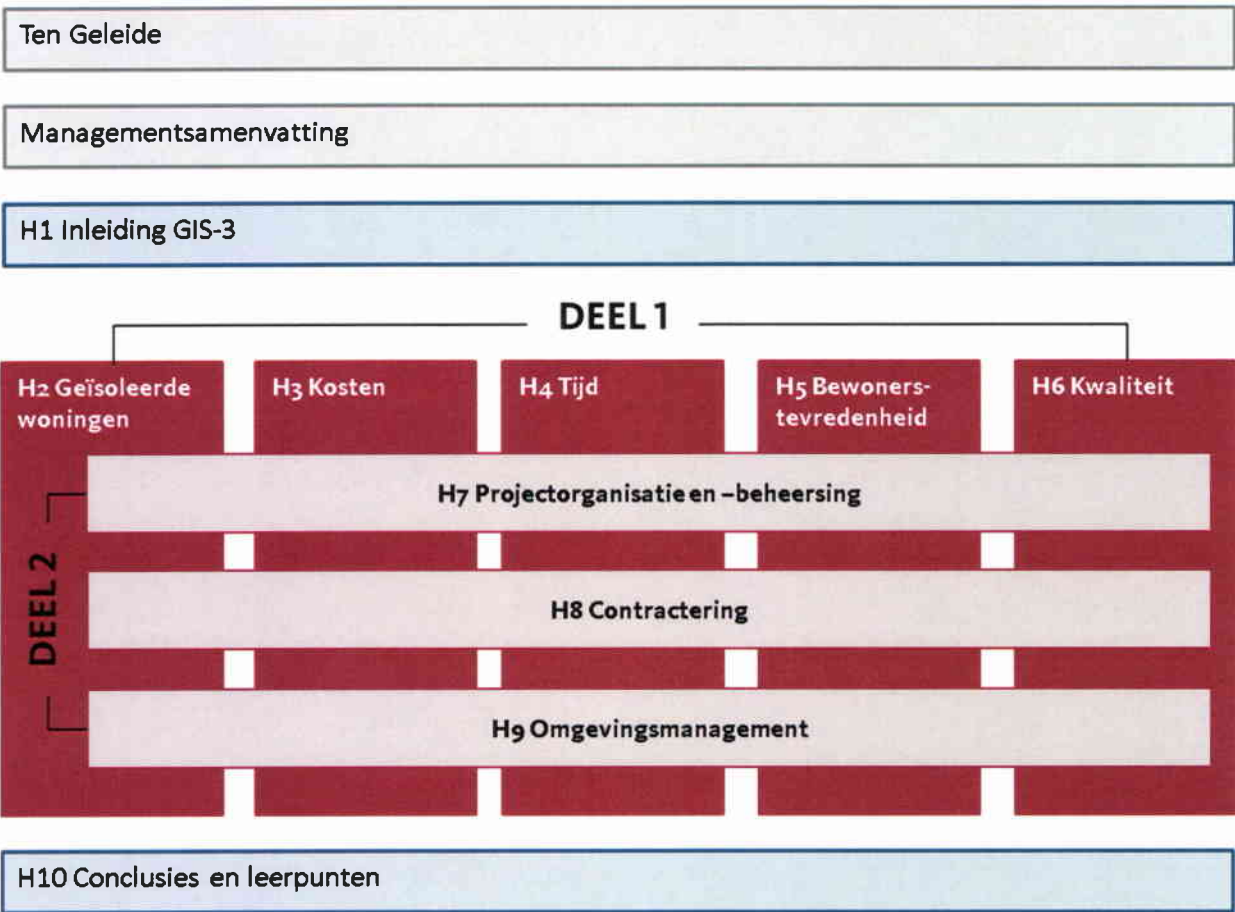 Ten Geleide
Managementsamenvatting
H1 Inleiding GIS-3
DEEL 1
H2 Geïsoleerde
woningen
H3 Kosten
H4 Tijd
H5 Bewoners-
tevredenheid
H6 Kwaliteit
DEEL 2
H7 Projectorganisatie en –beheersing
H8 Contractering
H9 Omgevingsmanagement
H10 Conclusies en leerpunten